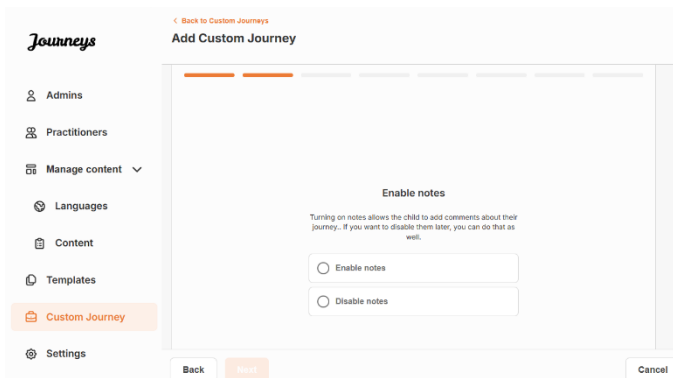 Journeys
Back to Custom Journeys
Add Custom Journey
Admins
Practitioners
Manage content
Languages
Content
Templates
Custom Journey
Settings
Enable notes
Turning on notes allows the child to add comments about their
journey.. If you want to disable them later, you can do that as
well.
Enable notes
Disable notes
Back
Next
Cancel